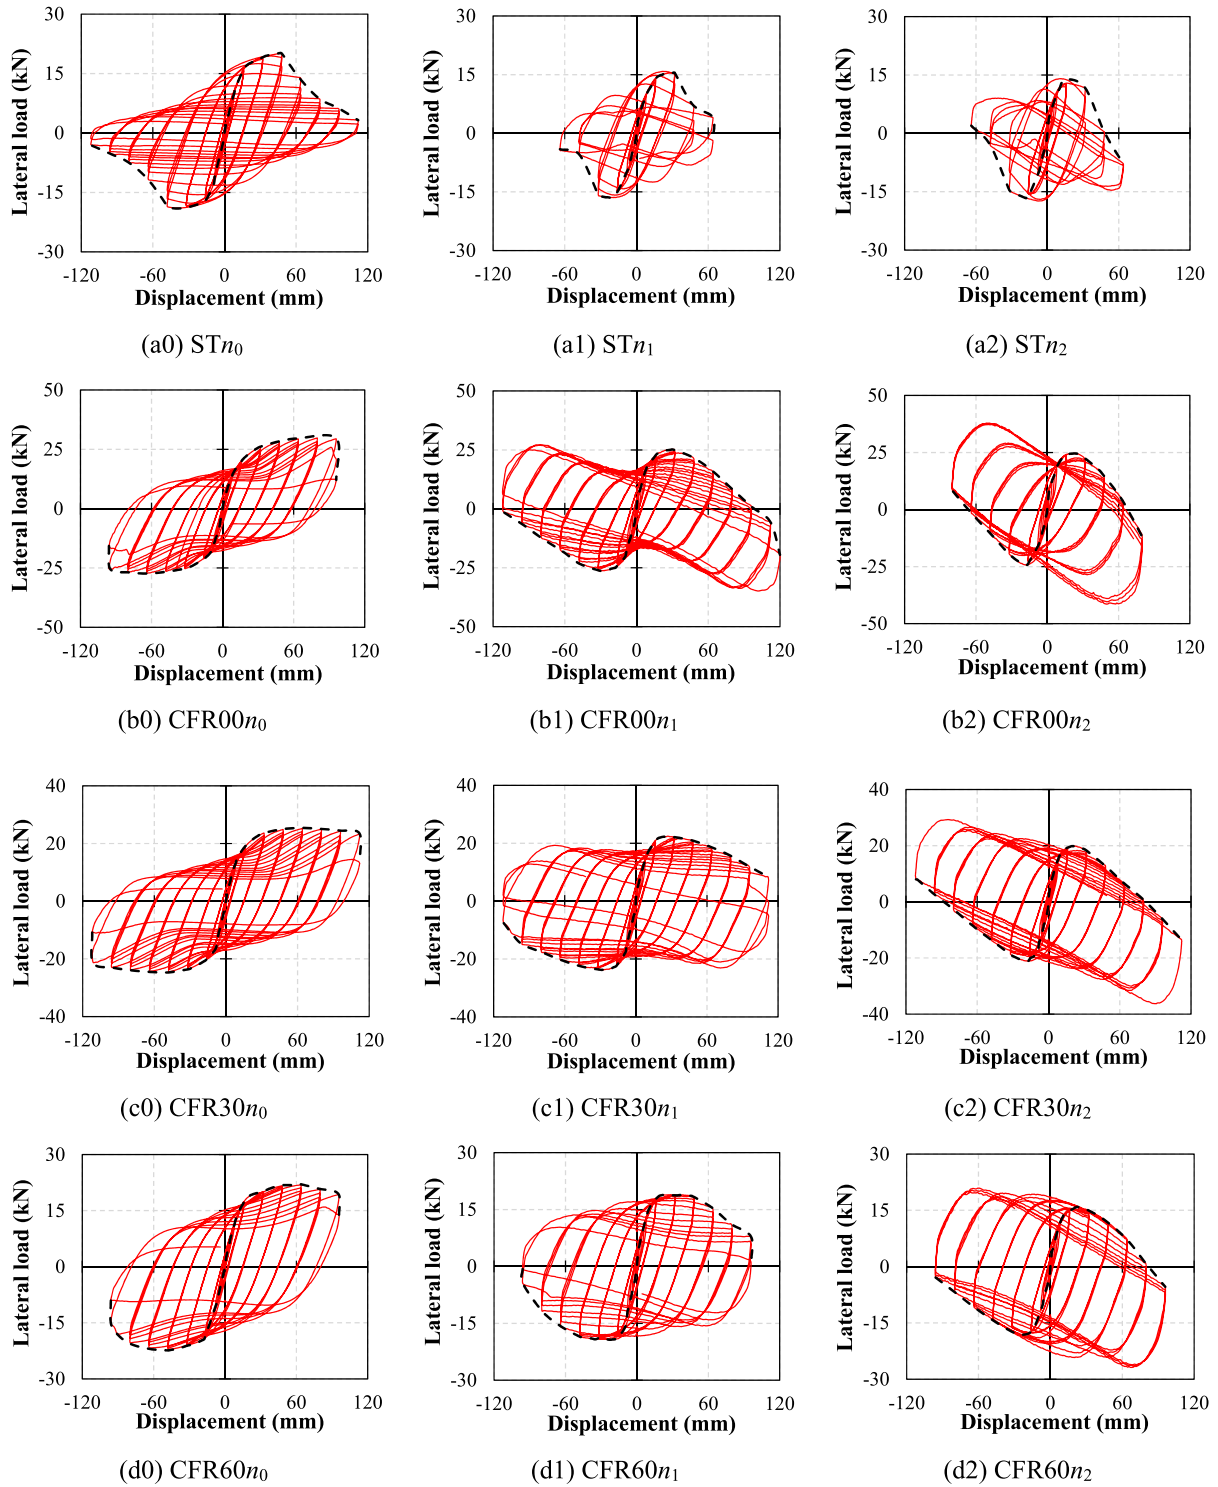 30
15
0
-15
-30
-120 -60 0 60 120
Lateral load (kN)
Displacement (mm)
(a0) STn0
30
15
0
-15
-30
-120 -60 0 60 120
Lateral load (kN)
Displacement (mm)
(a1) STn1
30
15
0
-15
-30
-120 -60 0 60 120
Lateral load (kN)
Displacement (mm)
(a2) STn2
50
25
0
-25
-50
-120 -60 0 60 120
Lateral load (kN)
Displacement (mm)
(b0) CFR00n0
50
25
0
-25
-50
-120 -60 0 60 120
Lateral load (kN)
Displacement (mm)
(b1) CFR00n1
50
25
0
-25
-50
-120 -60 0 60 120
Lateral load (kN)
Displacement (mm)
(b2) CFR00n2
40
20
0
-20
-40
-120 -60 0 60 120
Lateral load (kN)
Displacement (mm)
(c0) CFR30n0
40
20
0
-20
-40
-120 -60 0 60 120
Lateral load (kN)
Displacement (mm)
(c1) CFR30n1
40
20
0
-20
-40
-120 -60 0 60 120
Lateral load (kN)
Displacement (mm)
(c2) CFR30n2
30
15
0
-15
-30
-120 -60 0 60 120
Lateral load (kN)
Displacement (mm)
(d0) CFR60n0
30
15
0
-15
-30
-120 -60 0 60 120
Lateral load (kN)
Displacement (mm)
(d1) CFR60n1
30
15
0
-15
-30
-120 -60 0 60 120
Lateral load (kN)
Displacement (mm)
(d2) CFR60n2